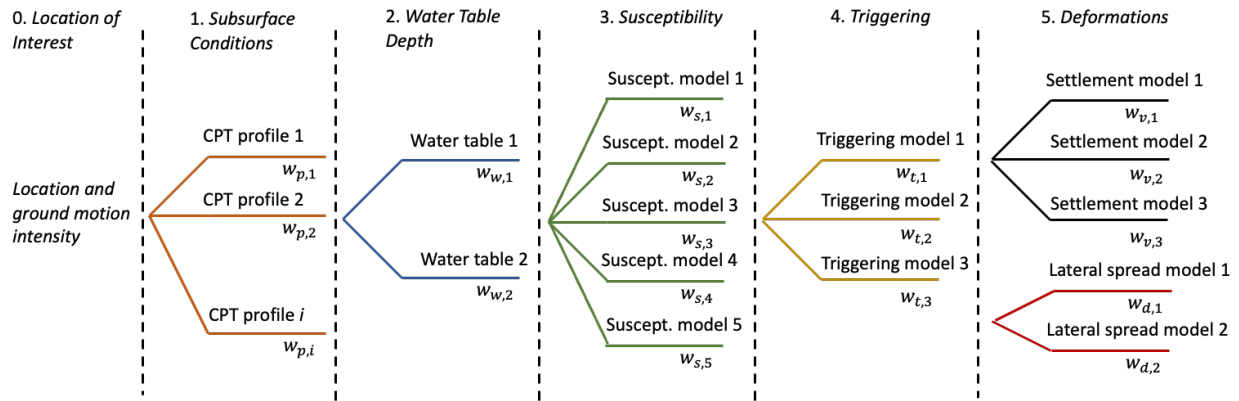 0. Location of
Interest
1. Subsurface
Conditions
2. Water Table
Depth
3. Susceptibility
4. Triggering
5. Deformations
Location and
ground motion
intensity
CPT profile 1
w_{p,1}
CPT profile 2
w_{p,2}
CPT profile i
w_{p,i}
Water table 1
w_{w,1}
Water table 2
w_{w,2}
Suscept. model 1
w_{s,1}
Suscept. model 2
w_{s,2}
Suscept. model 3
w_{s,3}
Suscept. model 4
w_{s,4}
Suscept. model 5
w_{s,5}
Triggering model 1
w_{t,1}
Triggering model 2
w_{t,2}
Triggering model 3
w_{t,3}
Settlement model 1
w_{v,1}
Settlement model 2
w_{v,2}
Settlement model 3
w_{v,3}
Lateral spread model 1
w_{d,1}
Lateral spread model 2
w_{d,2}